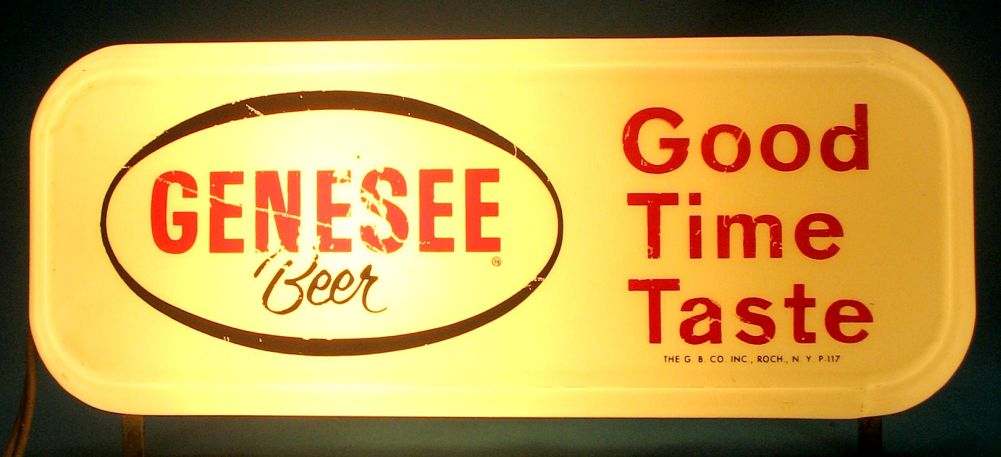 GENESEE
®
Beer
Good
Time
Taste
THE G. B. CO. INC., ROCH., N Y P-117